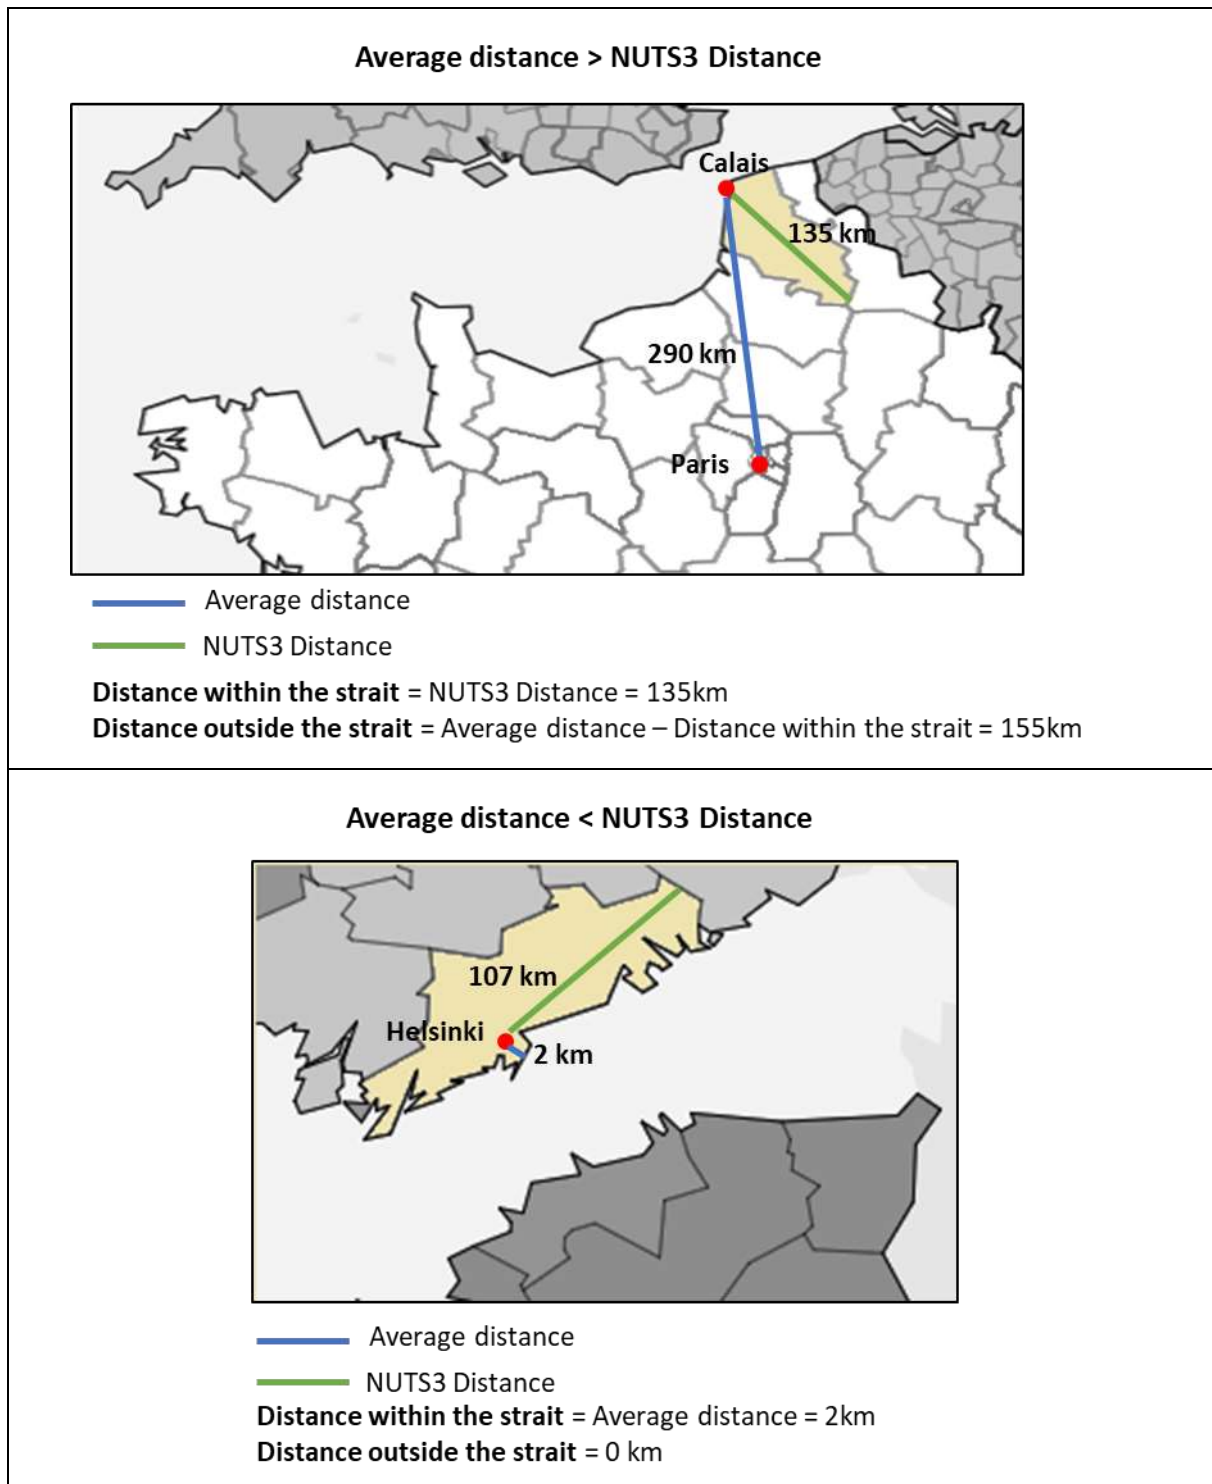 Average distance > NUTS3 Distance
Calais
135 km
290 km
Paris
Average distance
NUTS3 Distance
Distance within the strait = NUTS3 Distance = 135km
Distance outside the strait = Average distance – Distance within the strait = 155km
Average distance < NUTS3 Distance
107 km
Helsinki
2 km
Average distance
NUTS3 Distance
Distance within the strait = Average distance = 2km
Distance outside the strait = 0 km